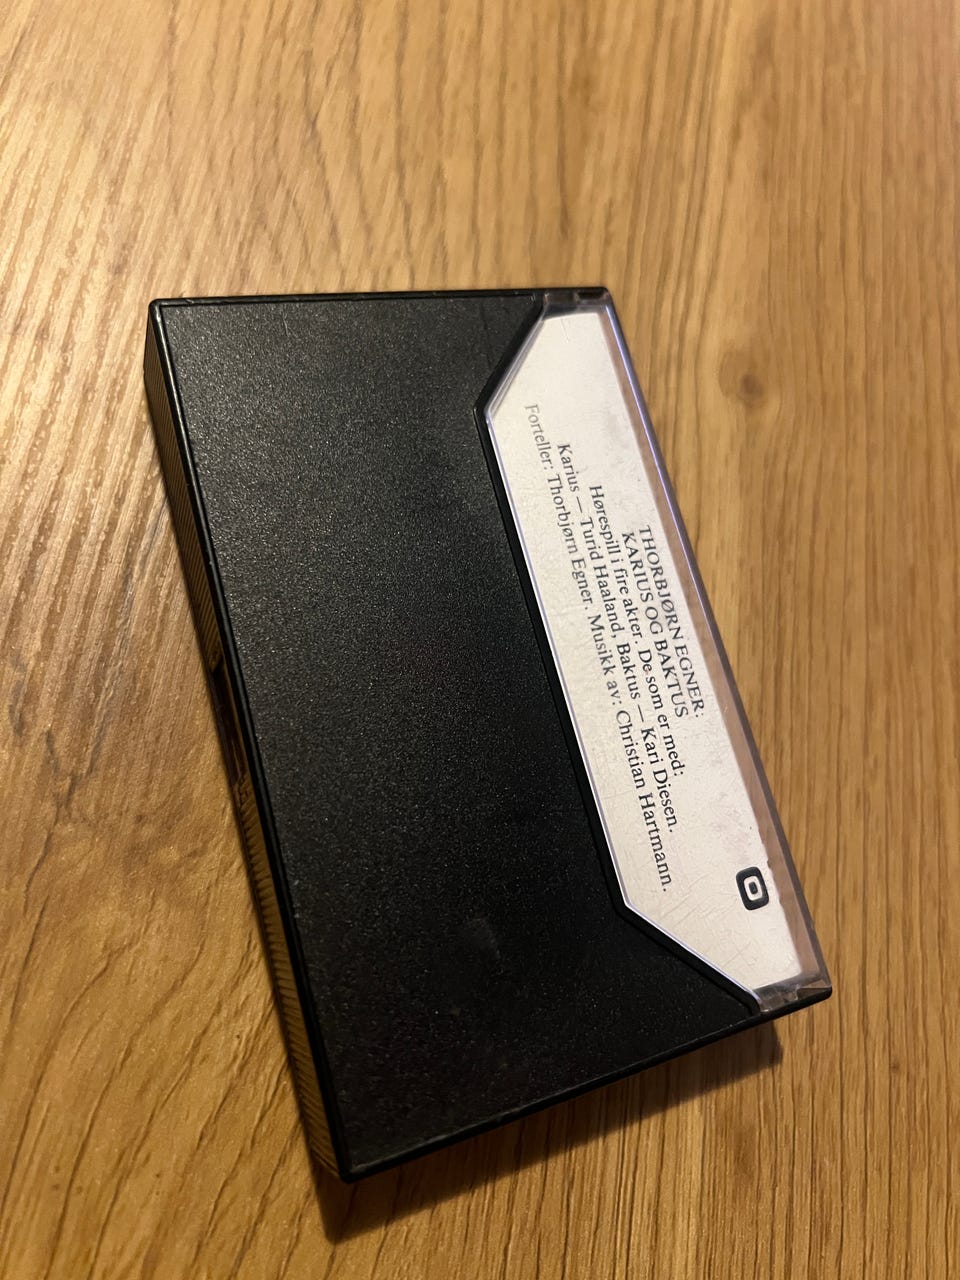 THORBJØRN EGNER:
KARIUS OG BAKTUS
Hørespill i fire akter. De som er med:
Karius — Turid Haaland, Baktus — Kari Diesen.
Forteller: Thorbjørn Egner. Musikk av: Christian Hartmann.